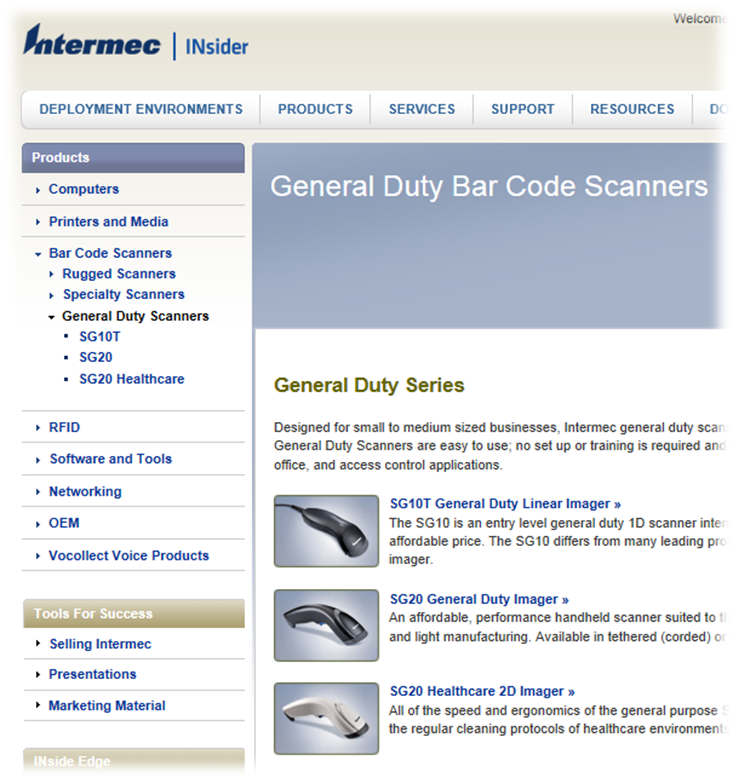 Welcome
Intermec | INsider
DEPLOYMENT ENVIRONMENTS PRODUCTS SERVICES SUPPORT RESOURCES DO
Products
Computers
Printers and Media
Bar Code Scanners
Rugged Scanners
Specialty Scanners
General Duty Scanners
SG10T
SG20
SG20 Healthcare
RFID
Software and Tools
Networking
OEM
Vocollect Voice Products
Tools For Success
Selling Intermec
Presentations
Marketing Material
INside Edge
General Duty Bar Code Scanners
General Duty Series
Designed for small to medium sized businesses, Intermec general duty scan
General Duty Scanners are easy to use; no set up or training is required and
office, and access control applications.
SG10T General Duty Linear Imager »
The SG10 is an entry level general duty 1D scanner inte
affordable price. The SG10 differs from many leading pro
imager.
SG20 General Duty Imager »
An affordable, performance handheld scanner suited to t
and light manufacturing. Available in tethered (corded) o
SG20 Healthcare 2D Imager »
All of the speed and ergonomics of the general purpose S
the regular cleaning protocols of healthcare environments